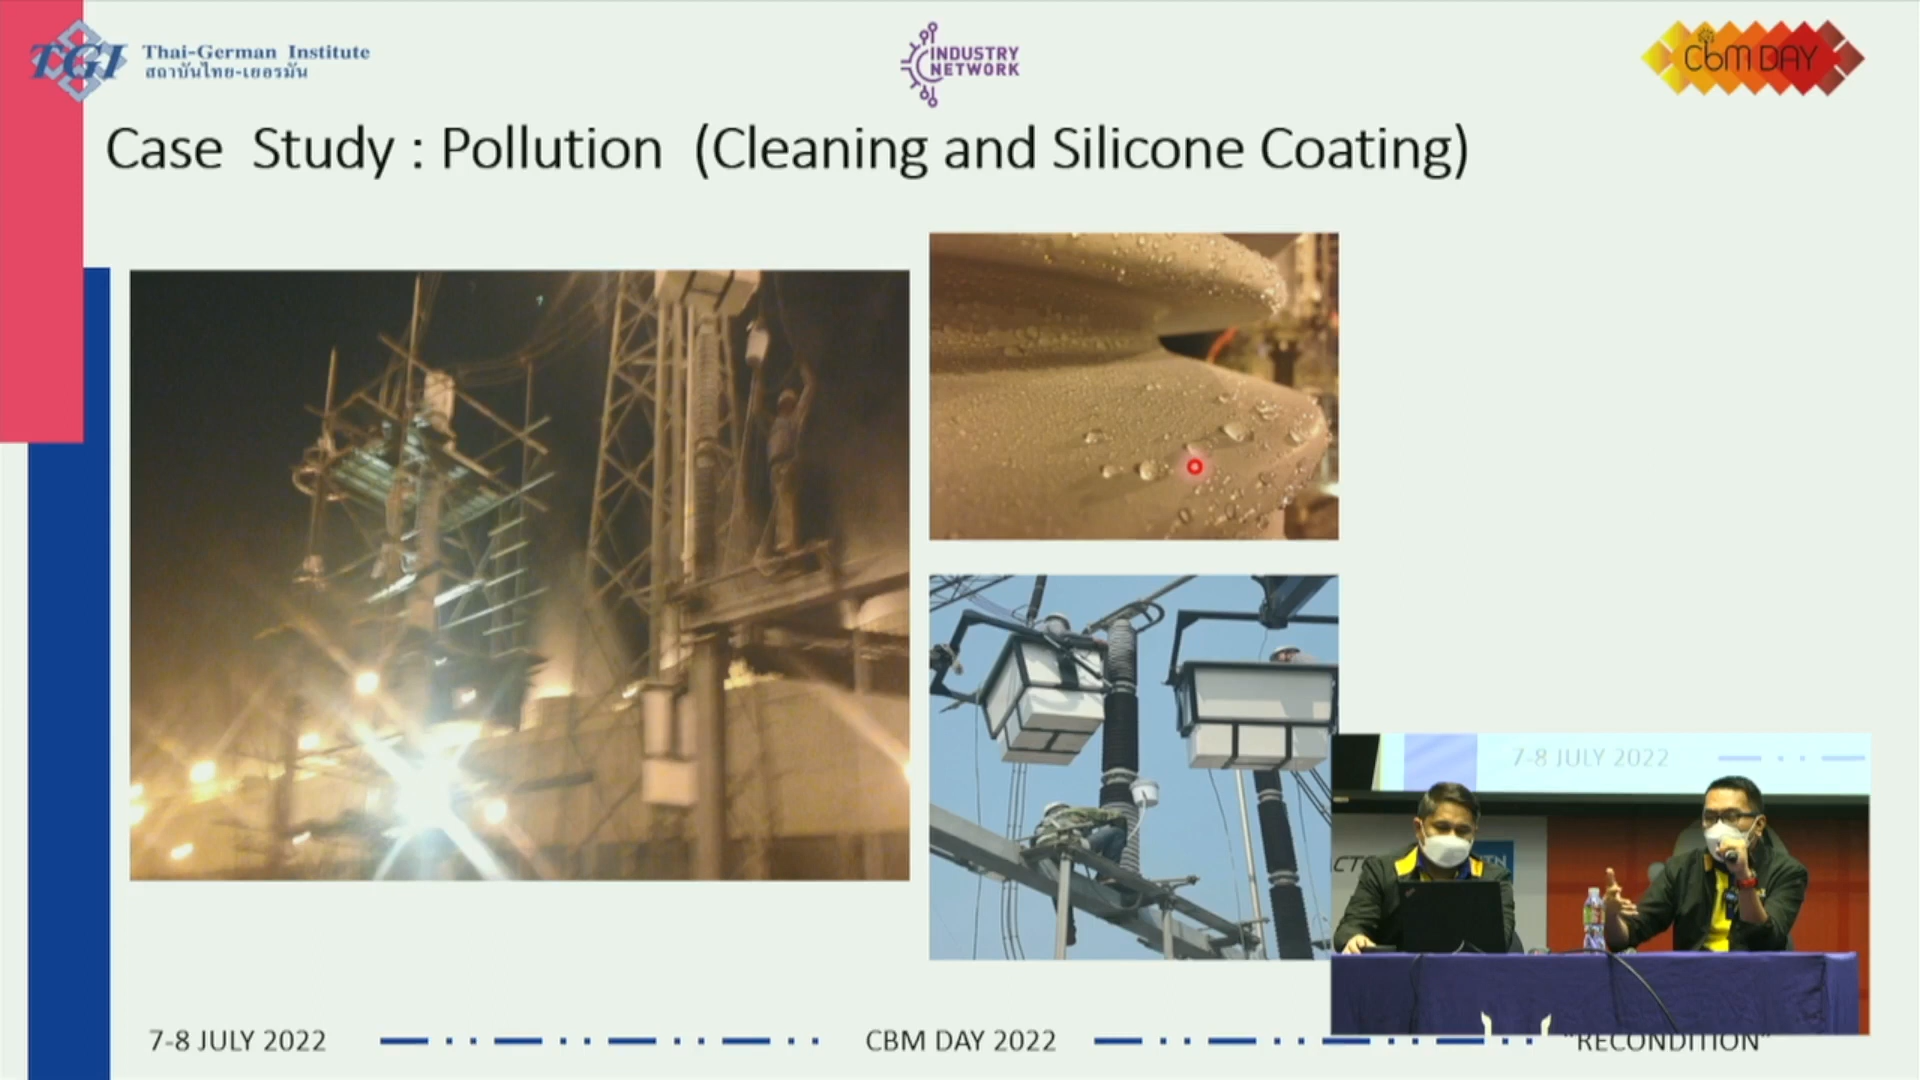 TGI
Thai-German Institute
สถาบันไทย-เยอรมัน
INDUSTRY
NETWORK
CbM DAY
Case Study : Pollution (Cleaning and Silicone Coating)
7-8 JULY 2022
7-8 JULY 2022
CBM DAY 2022
"RECONDITION"